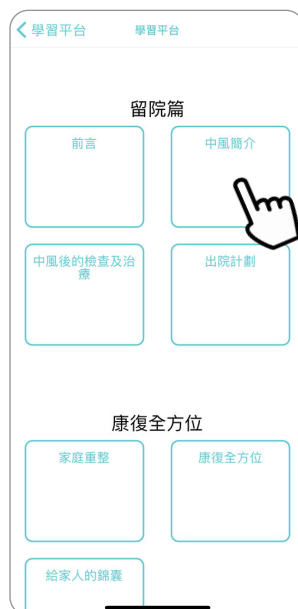 學習平台
學習平台
留院篇
前言
中風簡介
中風後的檢查及治
療
出院計劃
康復全方位
家庭重整
康復全方位
給家人的錦囊